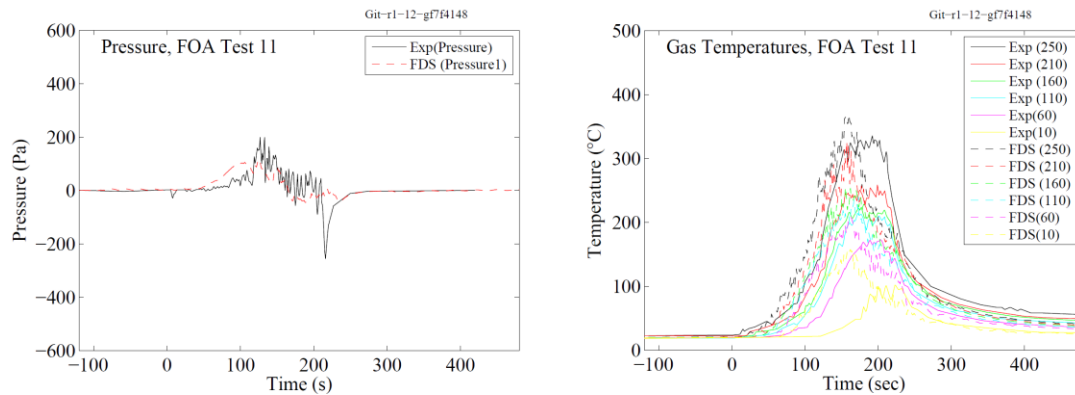 Git-r1-12-gf7f4148
Pressure, FOA Test 11
Exp(Pressure)
FDS (Pressure1)
600
400
200
0
−200
−400
−600
Pressure (Pa)
−100 0 100 200 300 400
Time (s)
Git-r1-12-gf7f4148
Gas Temperatures, FOA Test 11
Exp (250)
Exp (210)
Exp (160)
Exp (110)
Exp(60)
Exp(10)
FDS (250)
FDS (210)
FDS (160)
FDS (110)
FDS(60)
FDS(10)
500
400
300
200
100
0
Temperature (°C)
−100 0 100 200 300 400
Time (sec)